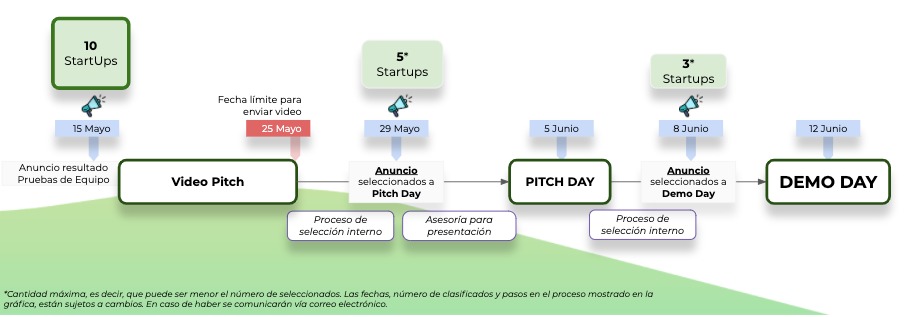 10
StartUps
5*
Startups
3*
Startups
Fecha límite para
enviar video
15 Mayo
25 Mayo
29 Mayo
5 Junio
8 Junio
12 Junio
Anuncio resultado
Pruebas de Equipo
Video Pitch
Anuncio
seleccionados a
Pitch Day
PITCH DAY
Anuncio
seleccionados a
Demo Day
DEMO DAY
Proceso de
selección interno
Asesoría para
presentación
Proceso de
selección interno
*Cantidad máxima, es decir, que puede ser menor el número de seleccionados. Las fechas, número de clasificados y pasos en el proceso mostrado en la
gráfica, están sujetos a cambios. En caso de haber se comunicarán vía correo electrónico.